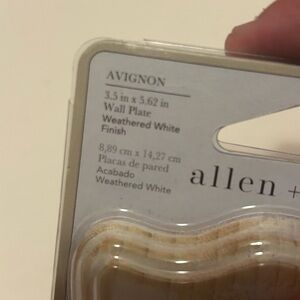 AVIGNON
3.5 in x 5.62 in
Wall Plate
Weathered White
Finish
8,89 cm x 14,27 cm
Placas de pared
Acabado
Weathered White
allen +